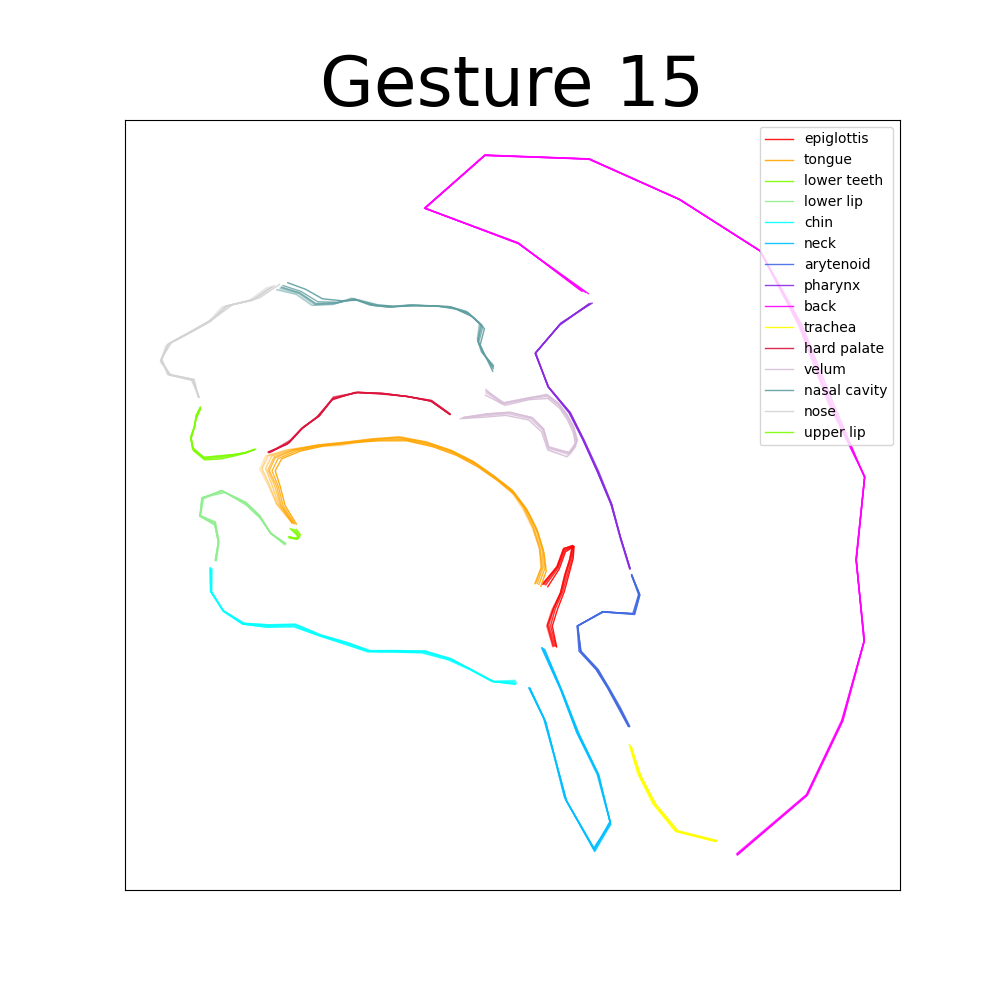 Gesture 15
epiglottis
tongue
lower teeth
lower lip
chin
neck
arytenoid
pharynx
back
trachea
hard palate
velum
nasal cavity
nose
upper lip